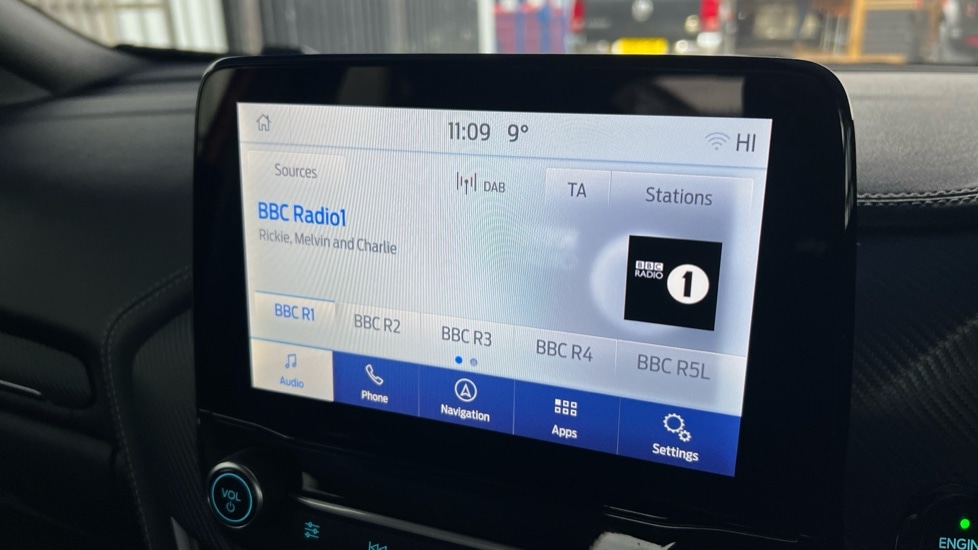 11:09 9° HI
Sources DAB TA Stations
BBC Radio1
Rickie, Melvin and Charlie
BBC
RADIO
1
BBC R1 BBC R2 BBC R3 BBC R4 BBC R5L
Audio Phone Navigation Apps Settings
VOL
ENGIN